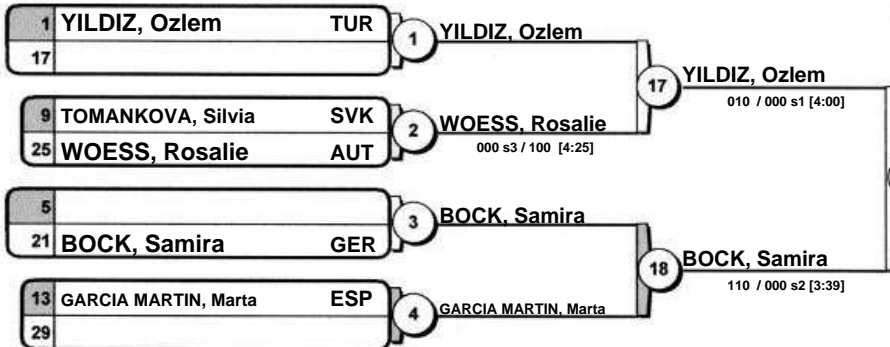 1 YILDIZ, Ozlem TUR
17
1
YILDIZ, Ozlem
9 TOMANKOVA, Silvia SVK
25 WOESS, Rosalie AUT
2
WOESS, Rosalie
000 s3 / 100 [4:25]
17
YILDIZ, Ozlem
010 / 000 s1 [4:00]
5
21 BOCK, Samira GER
3
BOCK, Samira
13 GARCIA MARTIN, Marta ESP
29
4
GARCIA MARTIN, Marta
18
BOCK, Samira
110 / 000 s2 [3:39]